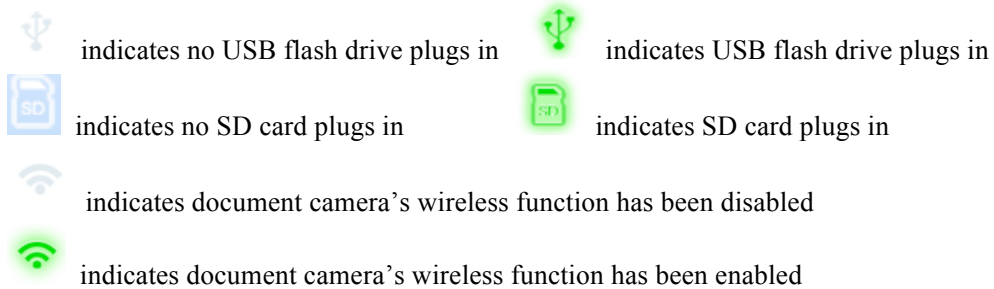 indicates no USB flash drive plugs in indicates USB flash drive plugs in
SD indicates no SD card plugs in SD indicates SD card plugs in
indicates document camera’s wireless function has been disabled
indicates document camera’s wireless function has been enabled